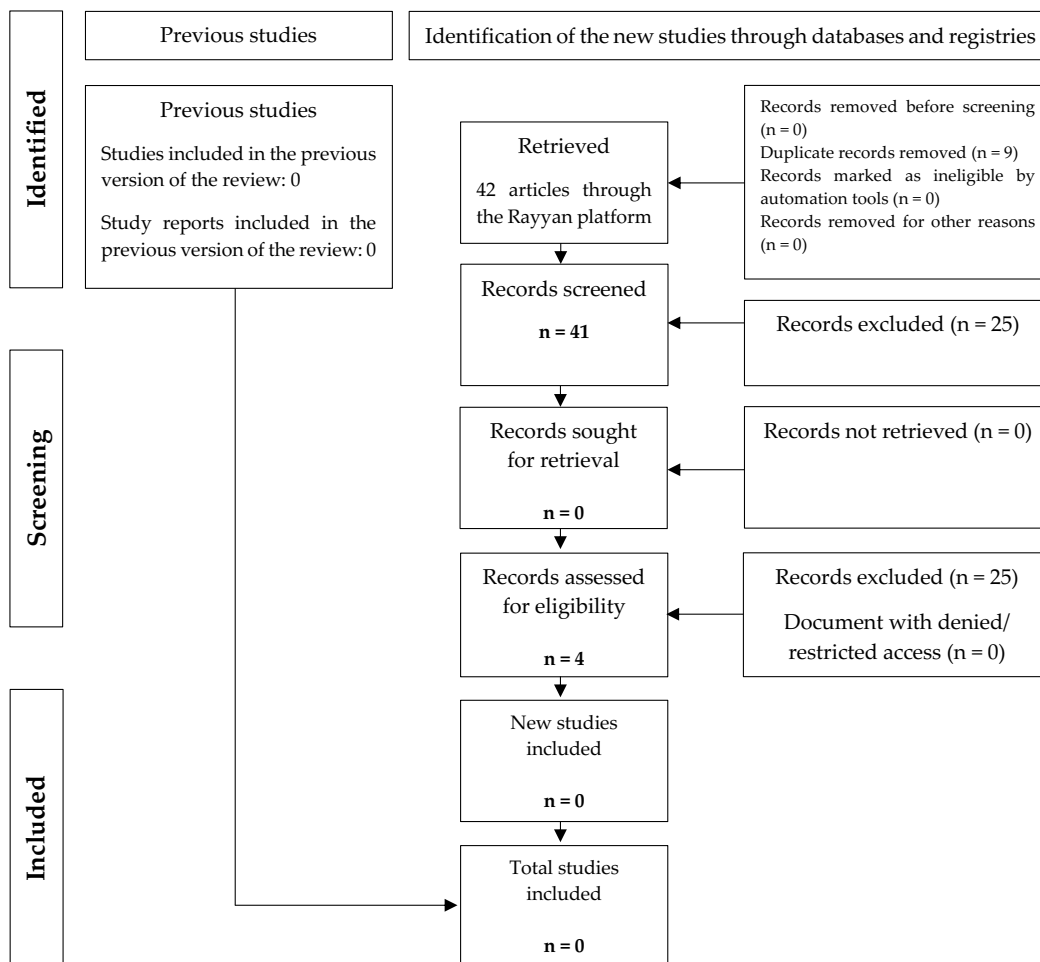 Previous studies
Identification of the new studies through databases and registries
Identified
Previous studies
Studies included in the previous
version of the review: 0
Study reports included in the
previous version of the review: 0
Retrieved
42 articles through
the Rayyan platform
Records removed before screening
(n = 0)
Duplicate records removed (n = 9)
Records marked as ineligible by
automation tools (n = 0)
Records removed for other reasons
(n = 0)
Records screened
n = 41
Records excluded (n = 25)
Screening
Records sought
for retrieval
n = 0
Records not retrieved (n = 0)
Records assessed
for eligibility
n = 4
Records excluded (n = 25)
Document with denied/
restricted access (n = 0)
Included
New studies
included
n = 0
Total studies
included
n = 0